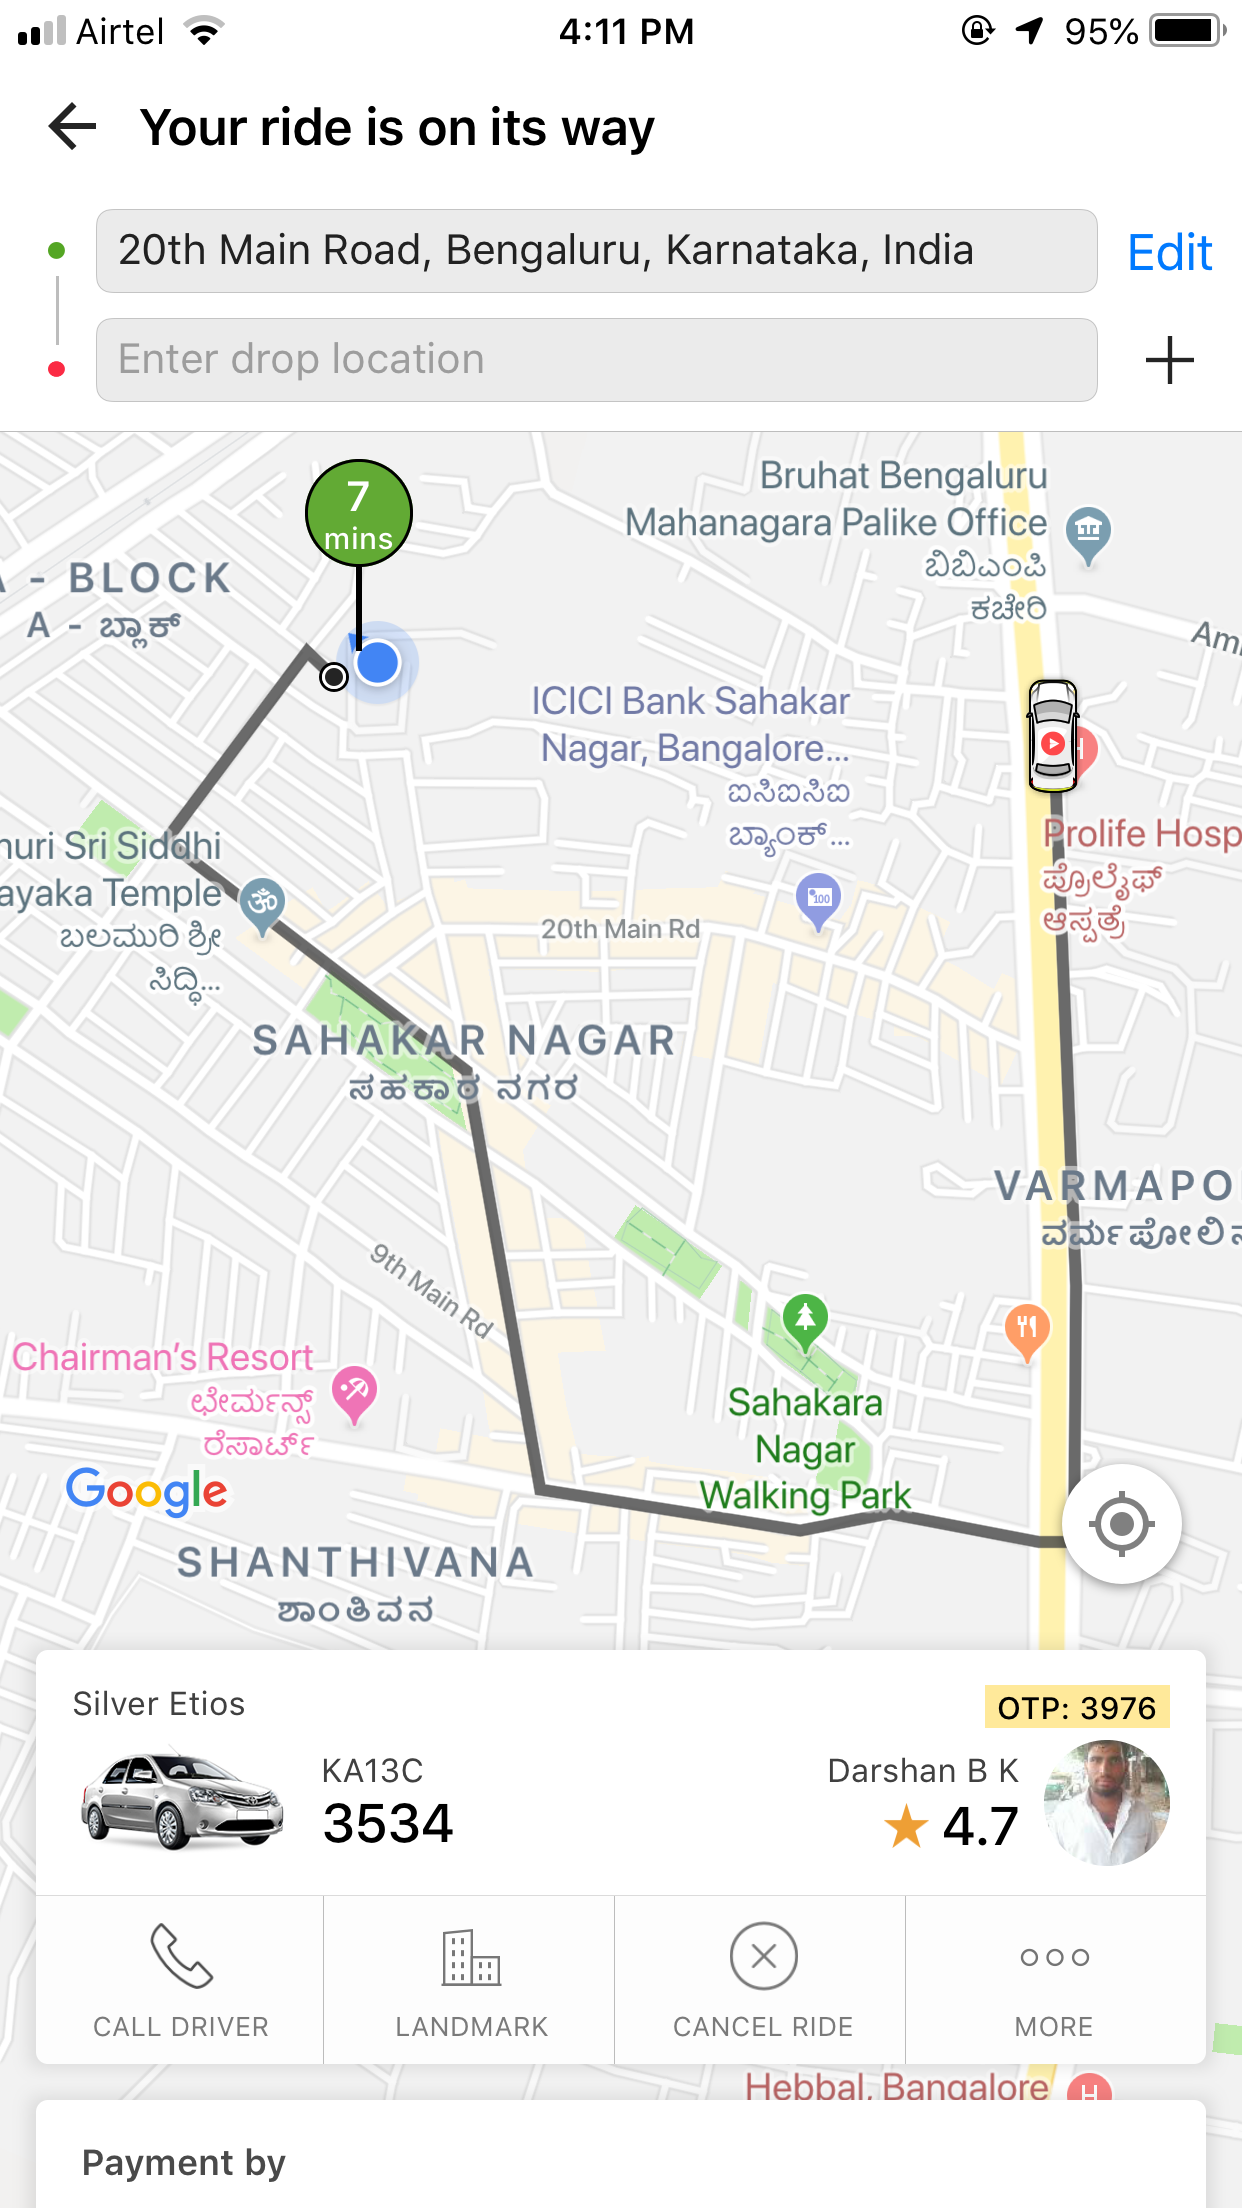 Airtel
4:11 PM
95%
Your ride is on its way
20th Main Road, Bengaluru, Karnataka, India
Edit
Enter drop location
7
mins
Bruhat Bengaluru
Mahanagara Palike Office
ಬಿಬಿಎಂಪಿ
ಕಚೇರಿ
- BLOCK
A - ಬ್ಲಾಕ್
ICICI Bank Sahakar
Nagar, Bangalore...
ಐಸಿಐಸಿಐ
ಬ್ಯಾಂಕ್...
100
Prolife Hosp
ಪ್ರೊಲೈಫ್
ಆಸ್ಪತ್ರೆ
Sri Siddhi
Temple
ಬಲಮುರಿ ಶ್ರೀ
ಸಿದ್ಧಿ...
20th Main Rd
SAHAKAR NAGAR
ಸಹಕಾರ ನಗರ
VARMAPO
ವರ್ಮಪೋಲಿ
9th Main Rd
Chairman's Resort
ಛೇರ್ಮನ್ಸ್
ರೆಸಾರ್ಟ್
Sahakara
Nagar
Walking Park
Google
SHANTHIVANA
ಶಾಂತಿವನ
Silver Etios
OTP: 3976
KA13C
3534
Darshan B K
4.7
CALL DRIVER
LANDMARK
CANCEL RIDE
MORE
Hebbal, Bangalore
H
Payment by